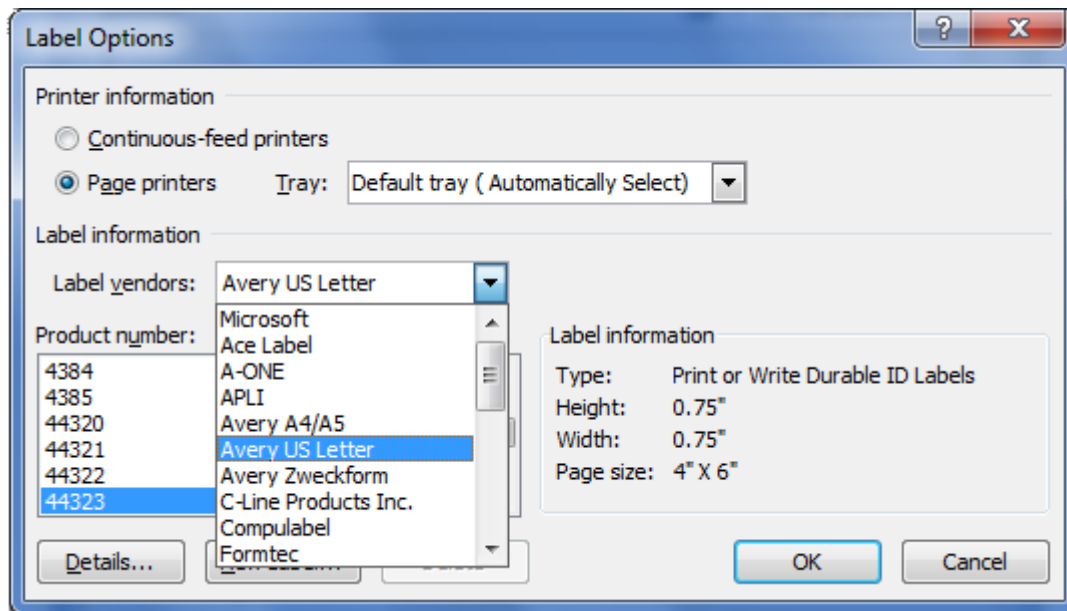 Label Options
Printer information
Continuous-feed printers
Page printers Tray: Default tray ( Automatically Select)
Label information
Label vendors: Avery US Letter
Microsoft
Ace Label
A-ONE
APLI
Avery A4/A5
Avery US Letter
Avery Zweckform
C-Line Products Inc.
Compulabel
Formtec
Product number:
4384
4385
44320
44321
44322
44323
Label information
Type: Print or Write Durable ID Labels
Height: 0.75"
Width: 0.75"
Page size: 4" X 6"
Details...
OK
Cancel